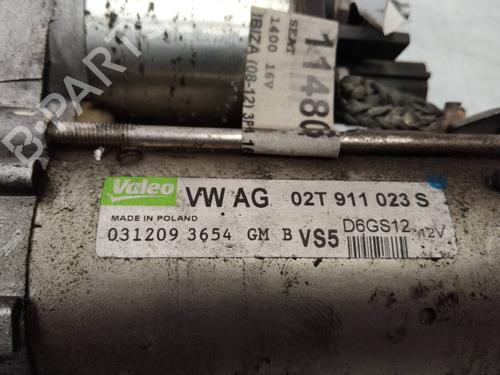 B-PARTS
SEAT
1400 16V
IBIZA (08-12) 3P
11480
Valeo
VW AG 02T 911 023 S
MADE IN POLAND
031209 3654 GM B VS5 D6GS12 12V